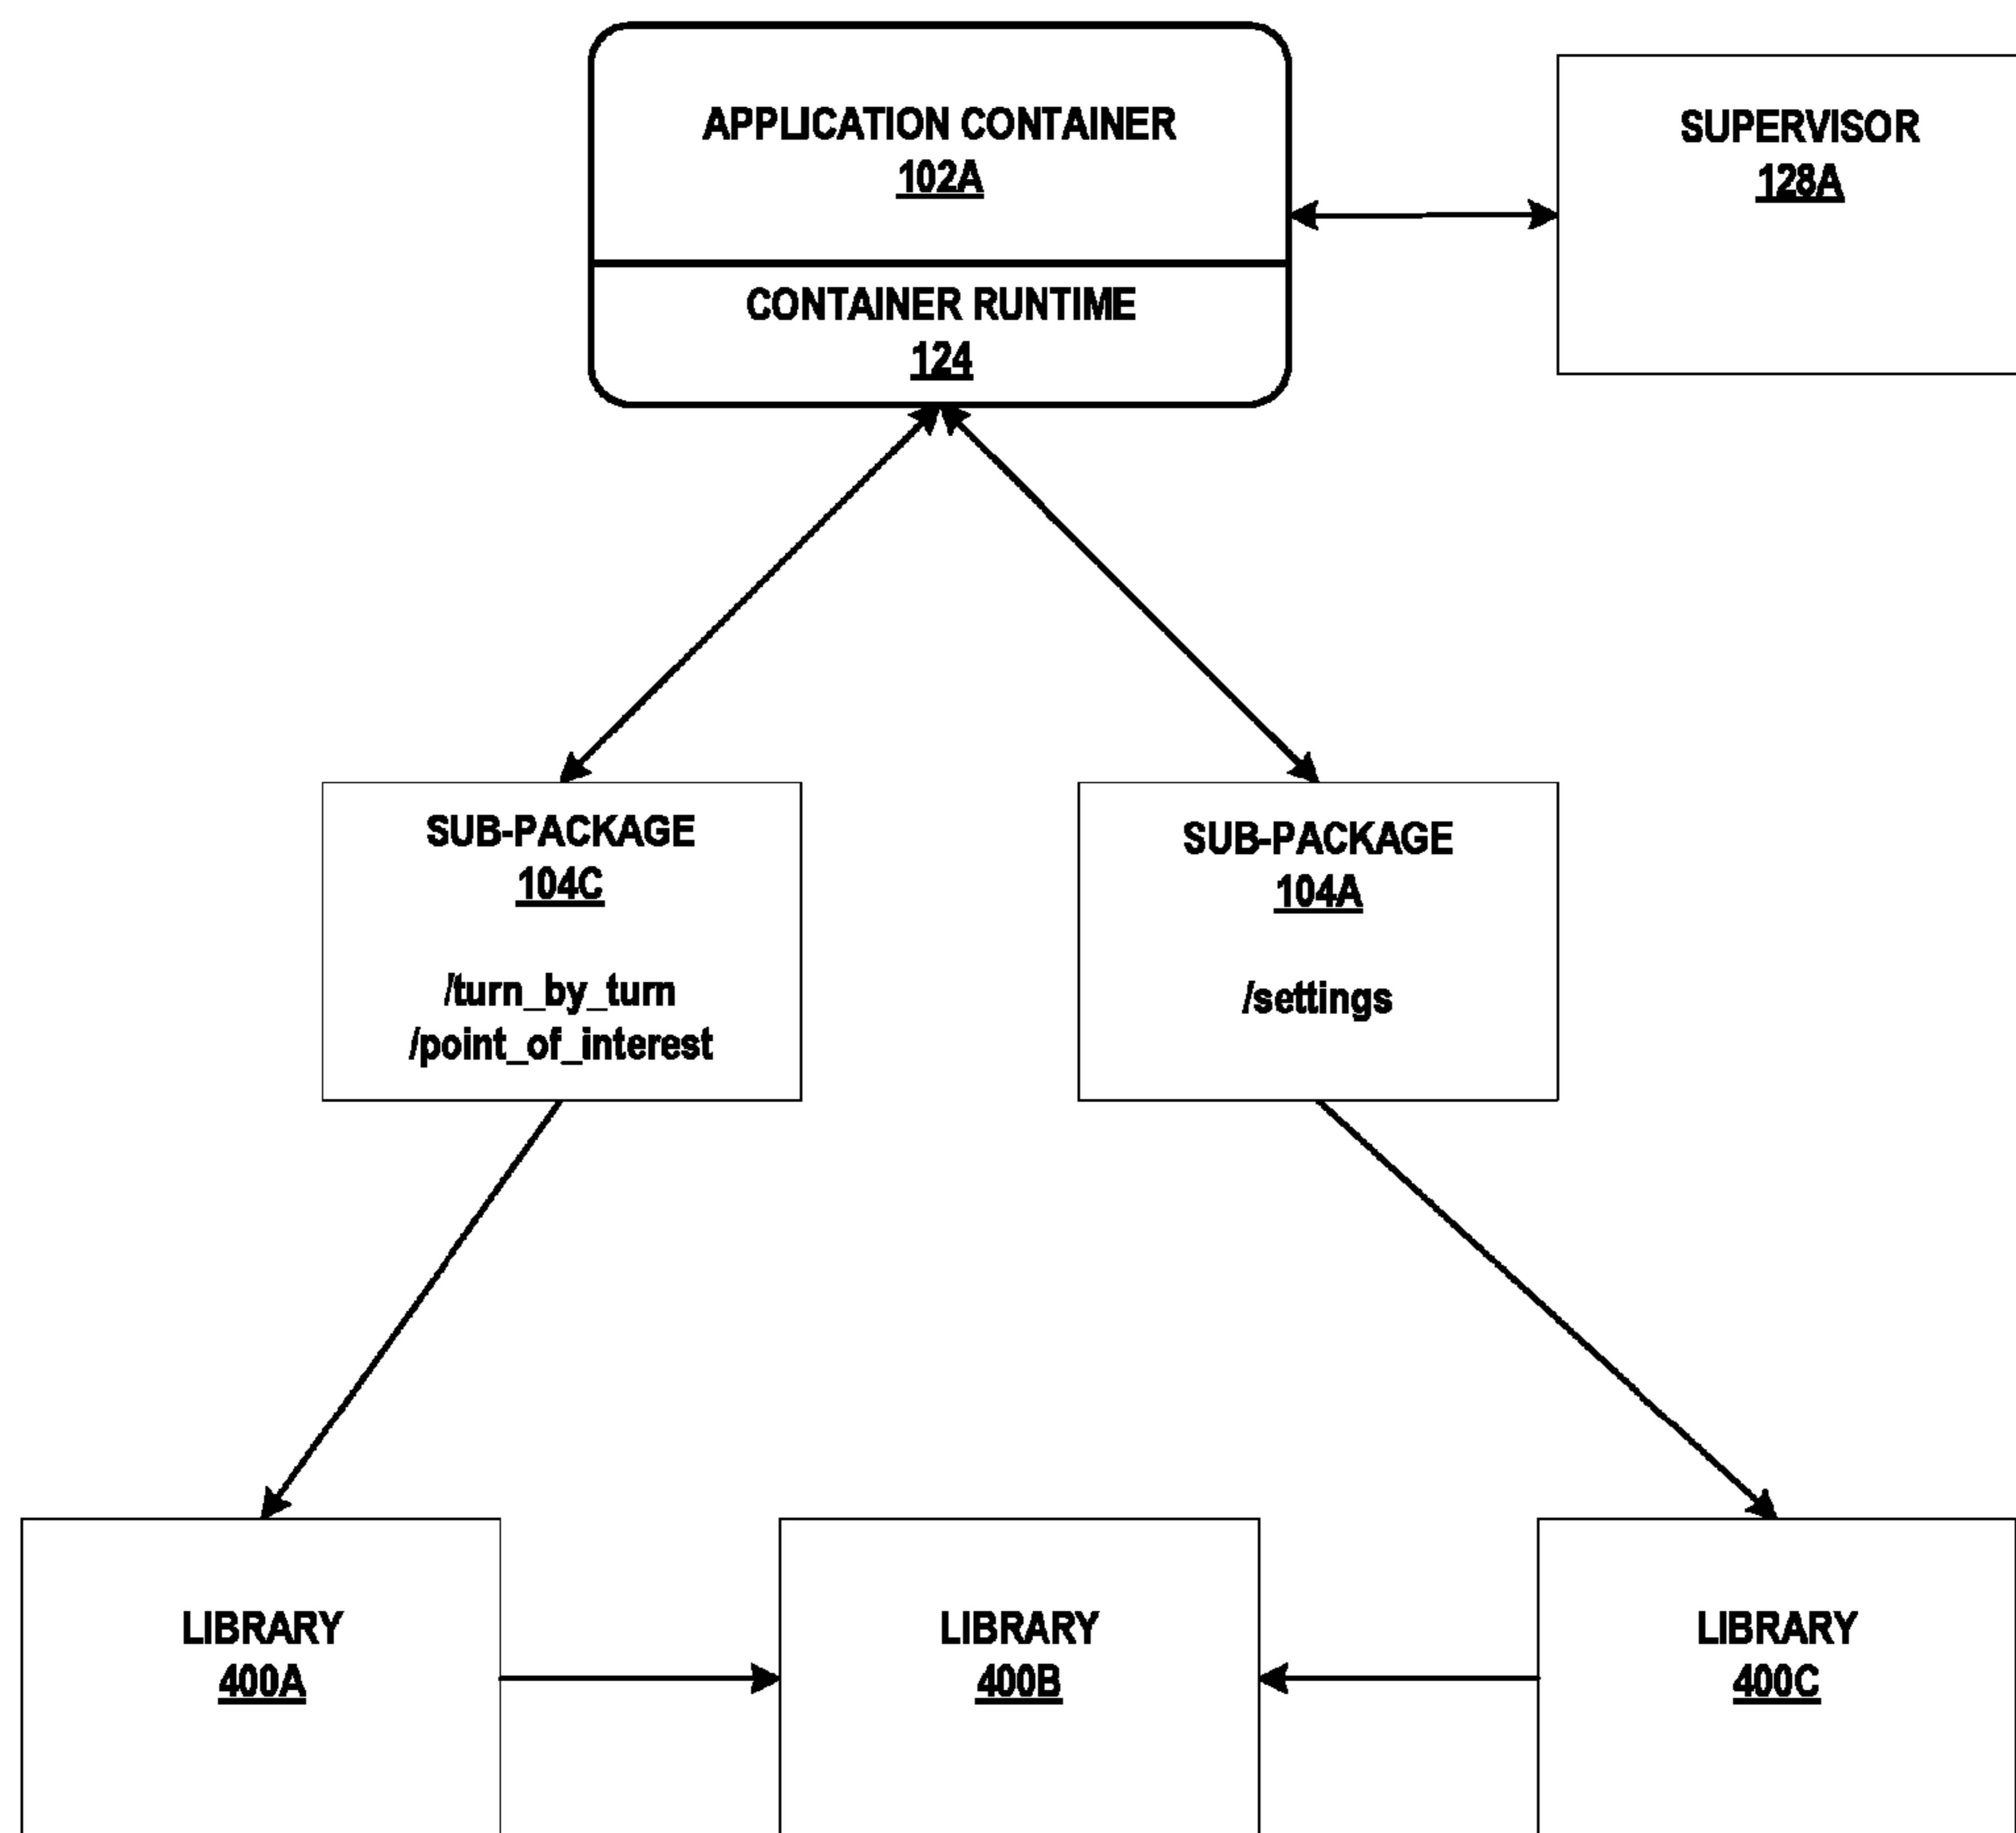 APPLICATION CONTAINER
102A
SUPERVISOR
128A
CONTAINER RUNTIME
124
SUB-PACKAGE
104C
/turn_by_turn
/point_of_interest
SUB-PACKAGE
104A
/settings
LIBRARY
400A
LIBRARY
400B
LIBRARY
400C